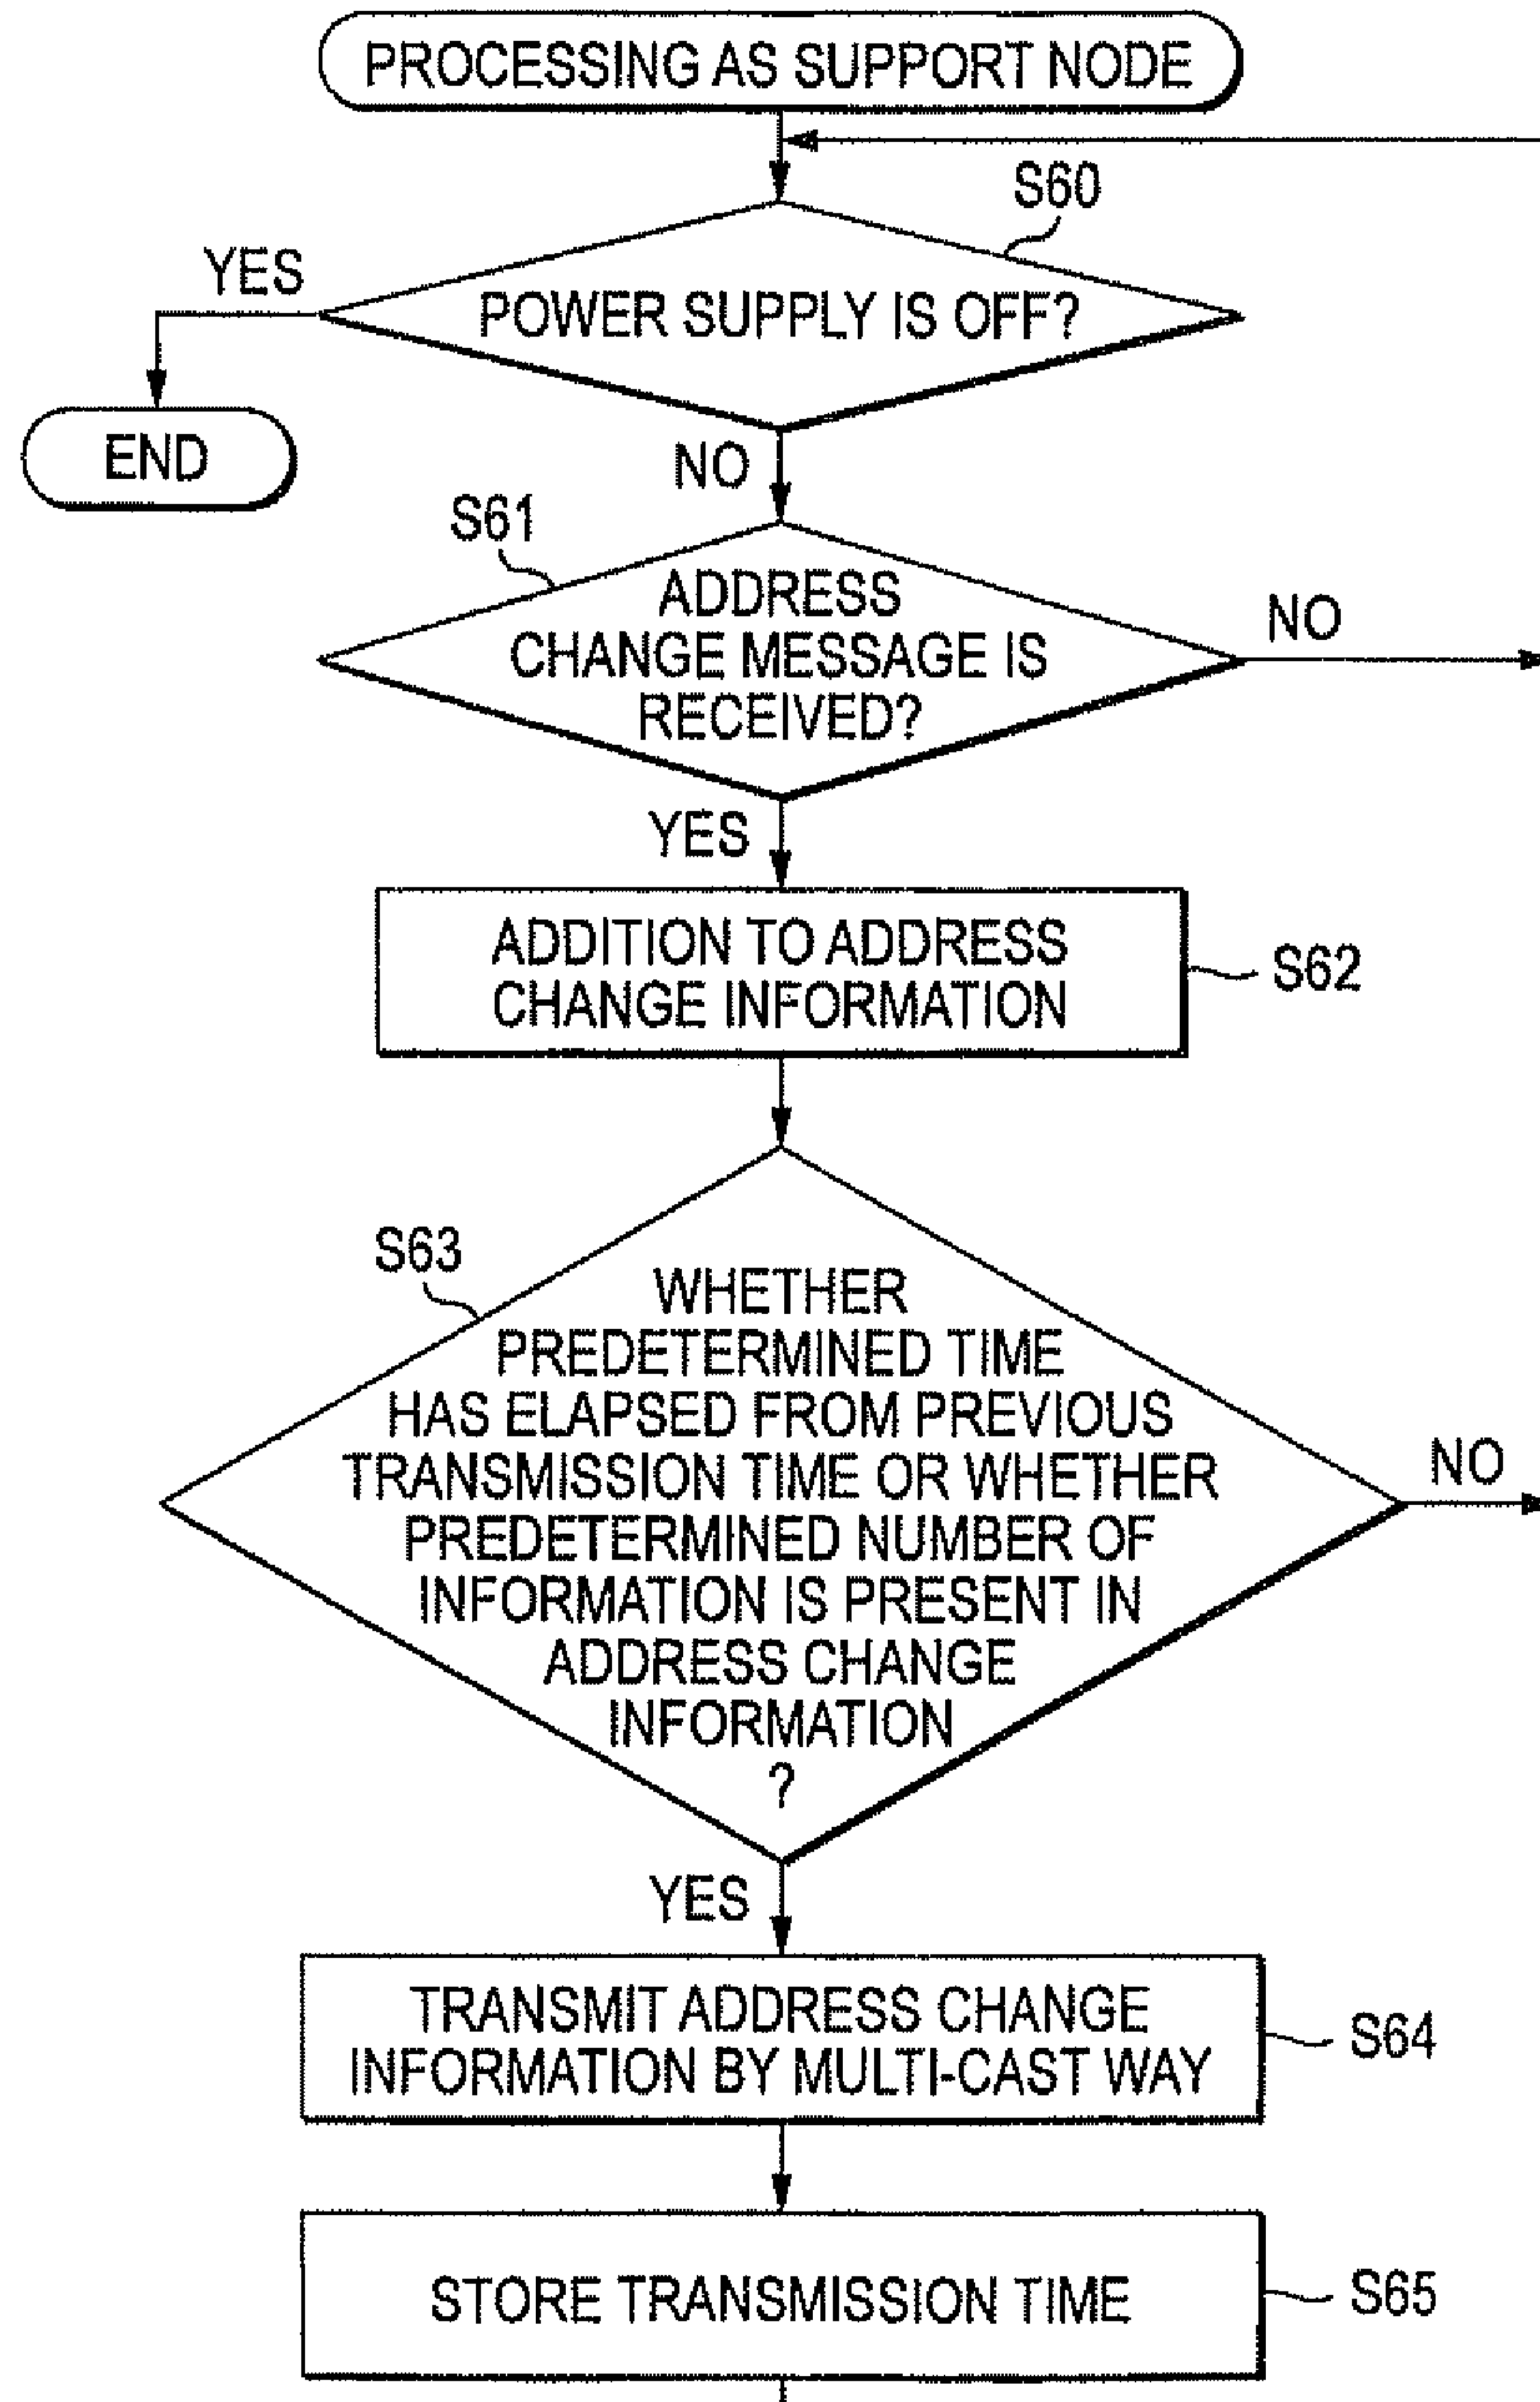 PROCESSING AS SUPPORT NODE
S60
YES
POWER SUPPLY IS OFF?
END
NO
S61
ADDRESS
CHANGE MESSAGE IS
RECEIVED?
NO
YES
ADDITION TO ADDRESS
CHANGE INFORMATION
S62
S63
WHETHER
PREDETERMINED TIME
HAS ELAPSED FROM PREVIOUS
TRANSMISSION TIME OR WHETHER
PREDETERMINED NUMBER OF
INFORMATION IS PRESENT IN
ADDRESS CHANGE
INFORMATION
?
NO
YES
TRANSMIT ADDRESS CHANGE
INFORMATION BY MULTI-CAST WAY
S64
STORE TRANSMISSION TIME
S65